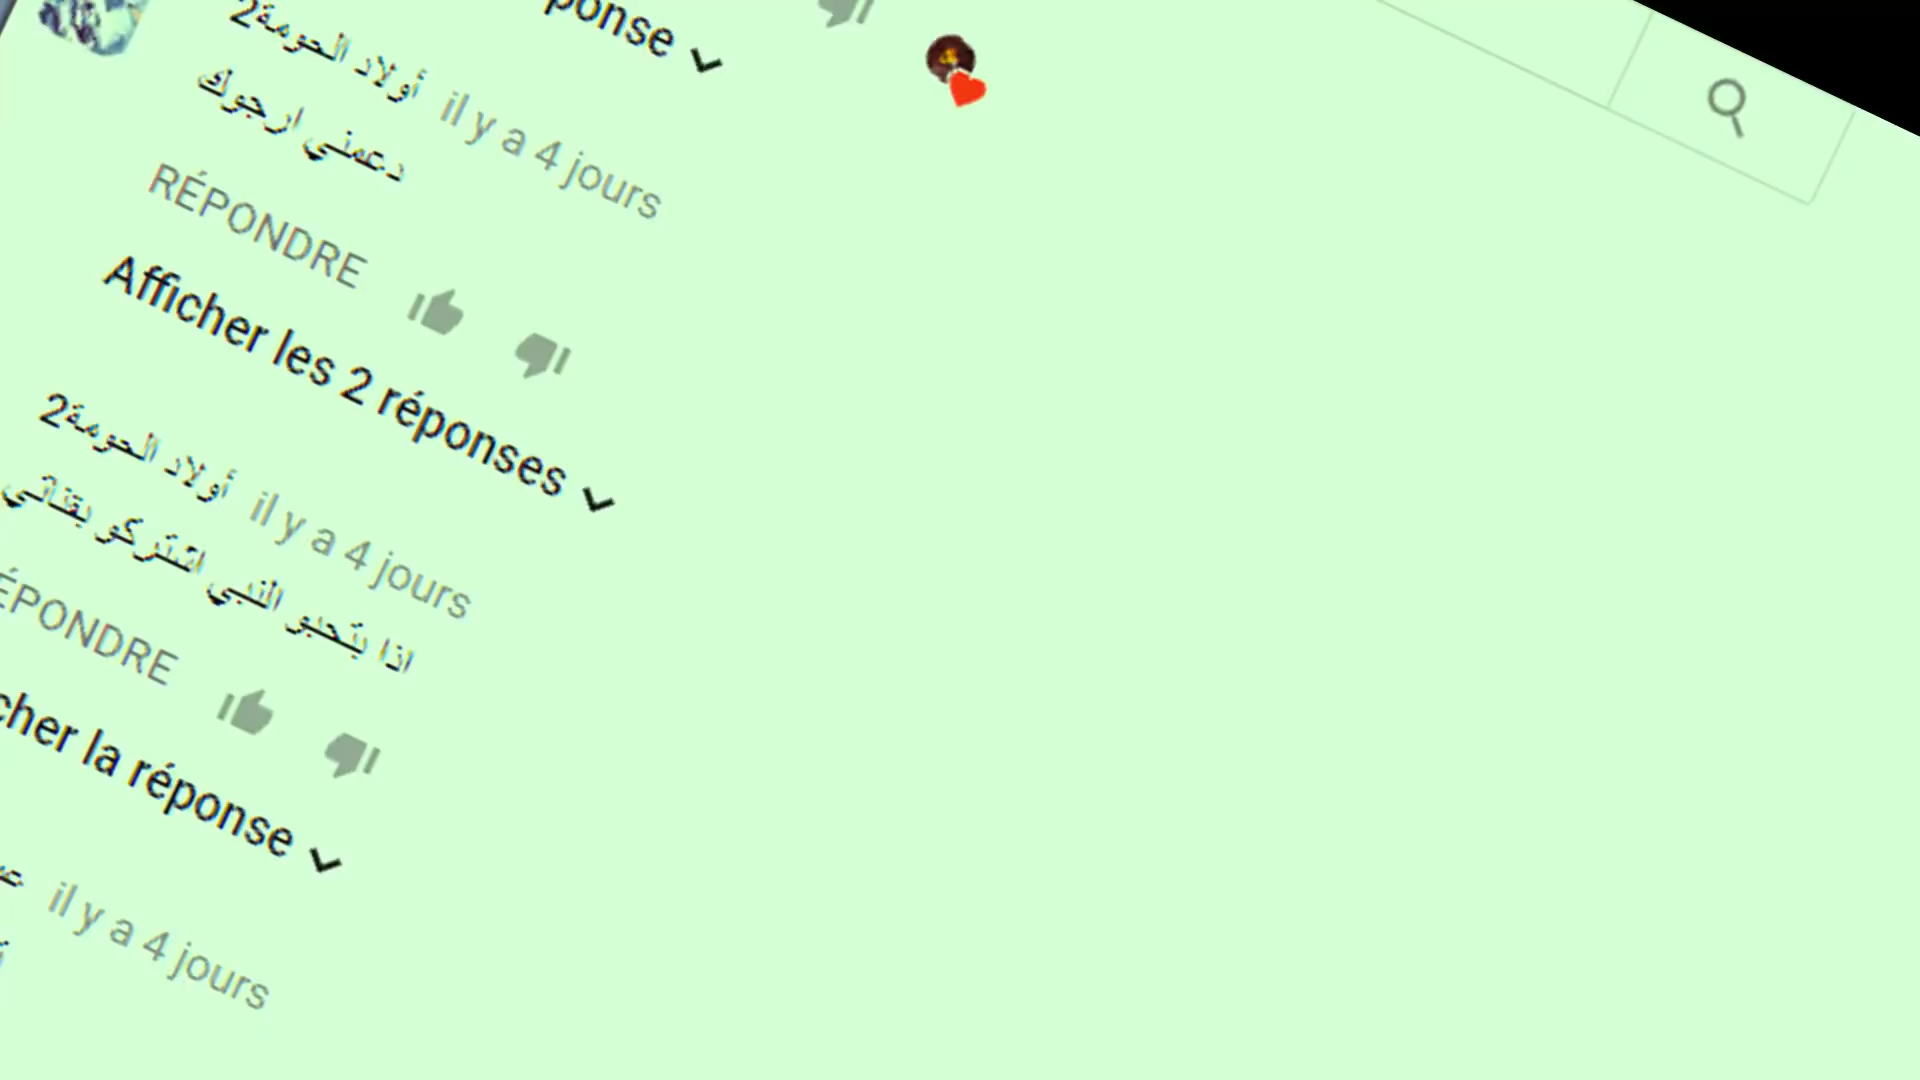 ponse
أولاد الحومة2 il y a 4 jours
دعمني ارجوك
RÉPONDRE
Afficher les 2 réponses
أولاد الحومة2 il y a 4 jours
اذا بتحبو النبي اشتركو بقناتي
ÉPONDRE
cher la réponse
il y a 4 jours